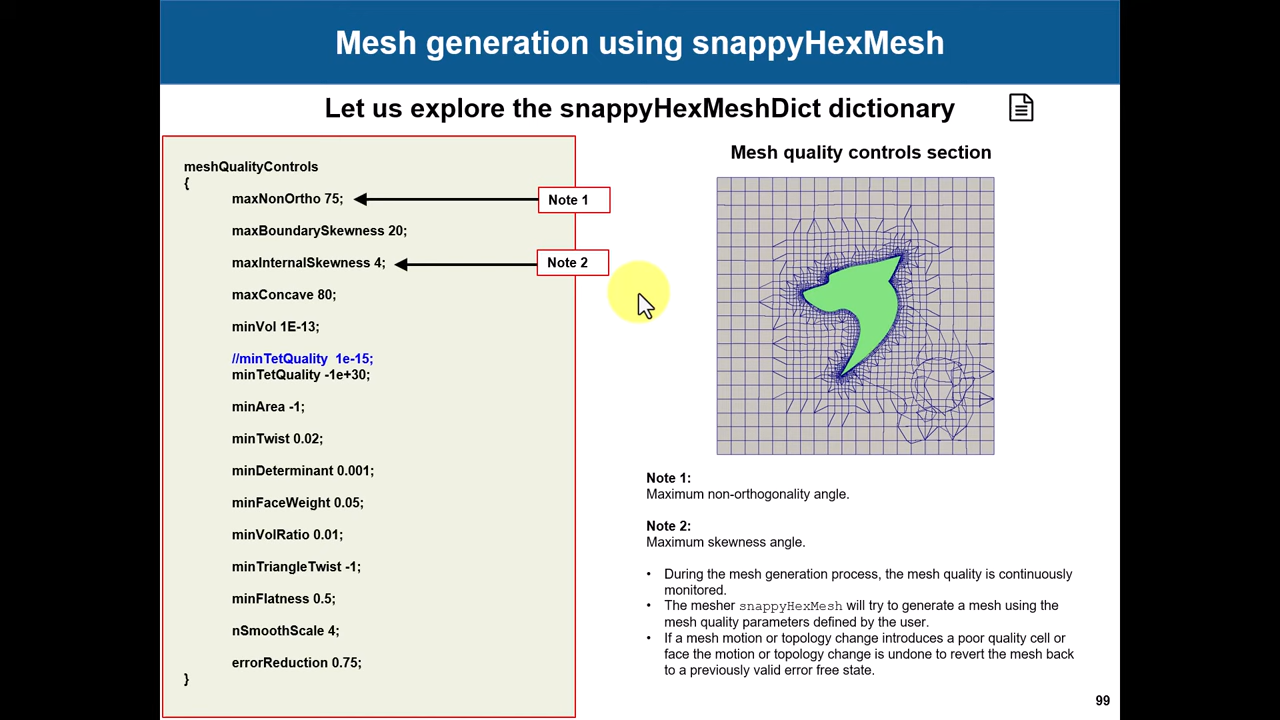 Mesh generation using snappyHexMesh
Let us explore the snappyHexMeshDict dictionary
meshQualityControls
{
maxNonOrtho 75;
Note 1
maxBoundarySkewness 20;
maxInternalSkewness 4;
Note 2
maxConcave 80;
minVol 1E-13;
//minTetQuality  1e-15;
minTetQuality -1e+30;
minArea -1;
minTwist 0.02;
minDeterminant 0.001;
minFaceWeight 0.05;
minVolRatio 0.01;
minTriangleTwist -1;
minFlatness 0.5;
nSmoothScale 4;
errorReduction 0.75;
}
Mesh quality controls section
Note 1:
Maximum non-orthogonality angle.
Note 2:
Maximum skewness angle.
• During the mesh generation process, the mesh quality is continuously
monitored.
• The mesher snappyHexMesh will try to generate a mesh using the
mesh quality parameters defined by the user.
• If a mesh motion or topology change introduces a poor quality cell or
face the motion or topology change is undone to revert the mesh back
to a previously valid error free state.
99